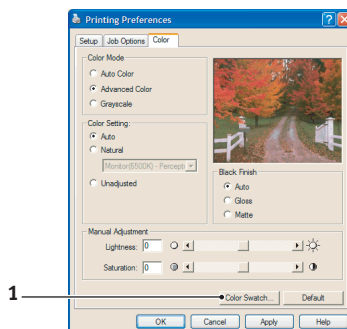 Printing Preferences
Setup Job Options Color
Color Mode
Auto Color
Advanced Color
Grayscale
Color Setting:
Auto
Natural
Monitor(6500K) - Percepti
Unadjusted
Black Finish
Auto
Gloss
Matte
Manual Adjustment
Lightness: 0
Saturation: 0
1
Color Swatch... Default
OK Cancel Apply Help